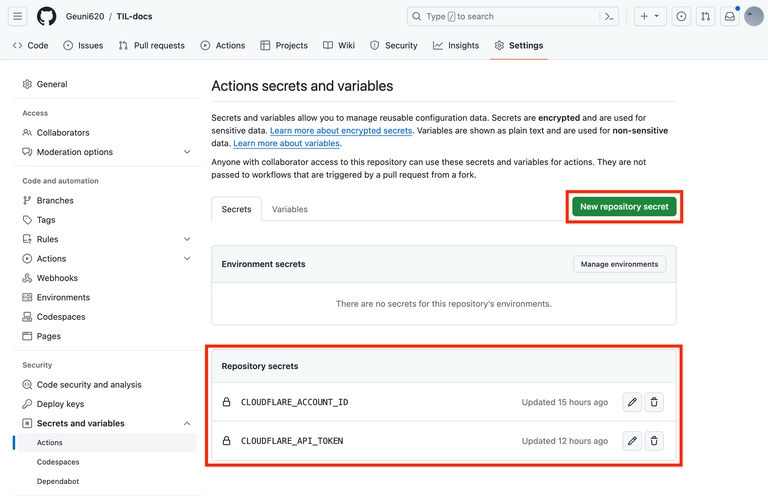 Geuni620 / TIL-docs
Type / to search
Code
Issues
Pull requests
Actions
Projects
Wiki
Security
Insights
Settings
General
Access
Collaborators
Moderation options
Code and automation
Branches
Tags
Rules
Actions
Webhooks
Environments
Codespaces
Pages
Security
Code security and analysis
Deploy keys
Secrets and variables
Actions
Codespaces
Dependabot
Actions secrets and variables
Secrets and variables allow you to manage reusable configuration data. Secrets are encrypted and are used for
sensitive data. Learn more about encrypted secrets. Variables are shown as plain text and are used for non-sensitive
data. Learn more about variables.
Anyone with collaborator access to this repository can use these secrets and variables for actions. They are not
passed to workflows that are triggered by a pull request from a fork.
Secrets
Variables
New repository secret
Environment secrets
Manage environments
There are no secrets for this repository's environments.
Repository secrets
CLOUDFLARE_ACCOUNT_ID
Updated 15 hours ago
CLOUDFLARE_API_TOKEN
Updated 12 hours ago